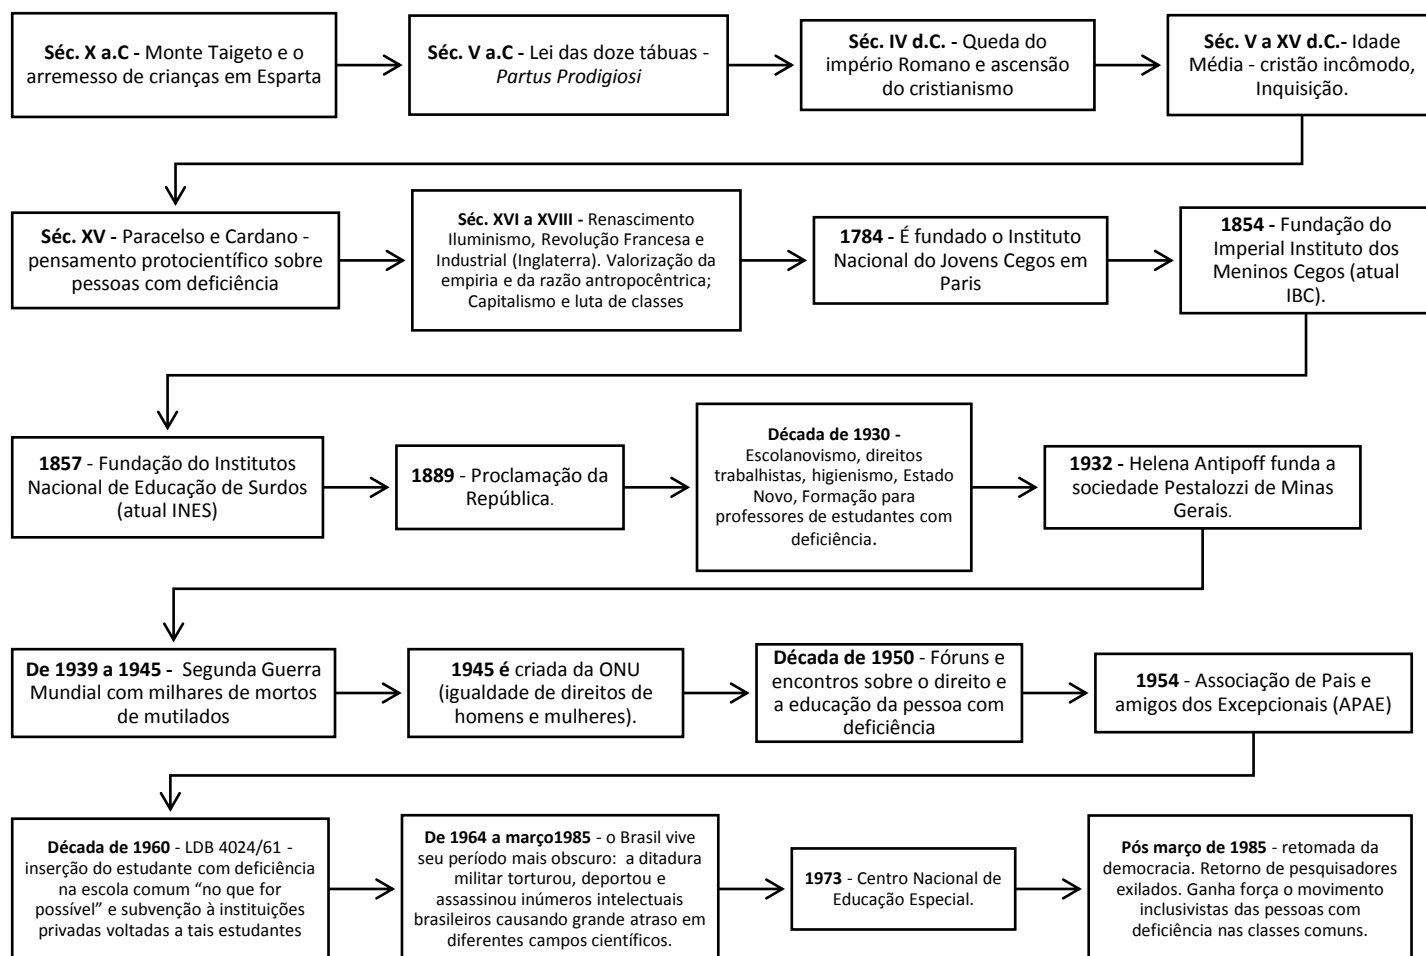 Séc. X a.C - Monte Taigeto e o
arremesso de crianças em Esparta
Séc. V a.C - Lei das doze tábuas -
Partus Prodigiosi
Séc. IV d.C. - Queda do
império Romano e ascensão
do cristianismo
Séc. V a XV d.C.- Idade
Média - cristão incômodo,
Inquisição.
Séc. XV - Paracelso e Cardano -
pensamento protocientífico sobre
pessoas com deficiência
Séc. XVI a XVIII - Renascimento
Iluminismo, Revolução Francesa e
Industrial (Inglaterra). Valorização da
empiria e da razão antropocêntrica;
Capitalismo e luta de classes
1784 - É fundado o Instituto
Nacional do Jovens Cegos em
Paris
1854 - Fundação do
Imperial Instituto dos
Meninos Cegos (atual
IBC).
1857 - Fundação do Institutos
Nacional de Educação de Surdos
(atual INES)
1889 - Proclamação da
República.
Década de 1930 -
Escolanovismo, direitos
trabalhistas, higienismo, Estado
Novo, Formação para
professores de estudantes com
deficiência.
1932 - Helena Antipoff funda a
sociedade Pestalozzi de Minas
Gerais.
De 1939 a 1945 - Segunda Guerra
Mundial com milhares de mortos
de mutilados
1945 é criada da ONU
(igualdade de direitos de
homens e mulheres).
Década de 1950 - Fóruns e
encontros sobre o direito e
a educação da pessoa com
deficiência
1954 - Associação de Pais e
amigos dos Excepcionais (APAE)
Década de 1960 - LDB 4024/61 -
inserção do estudante com deficiência
na escola comum “no que for
possível” e subvenção à instituições
privadas voltadas a tais estudantes
De 1964 a março1985 - o Brasil vive
seu período mais obscuro: a ditadura
militar torturou, deportou e
assassinou inúmeros intelectuais
brasileiros causando grande atraso em
diferentes campos científicos.
1973 - Centro Nacional de
Educação Especial.
Pós março de 1985 - retomada da
democracia. Retorno de pesquisadores
exilados. Ganha força o movimento
inclusivistas das pessoas com
deficiência nas classes comuns.